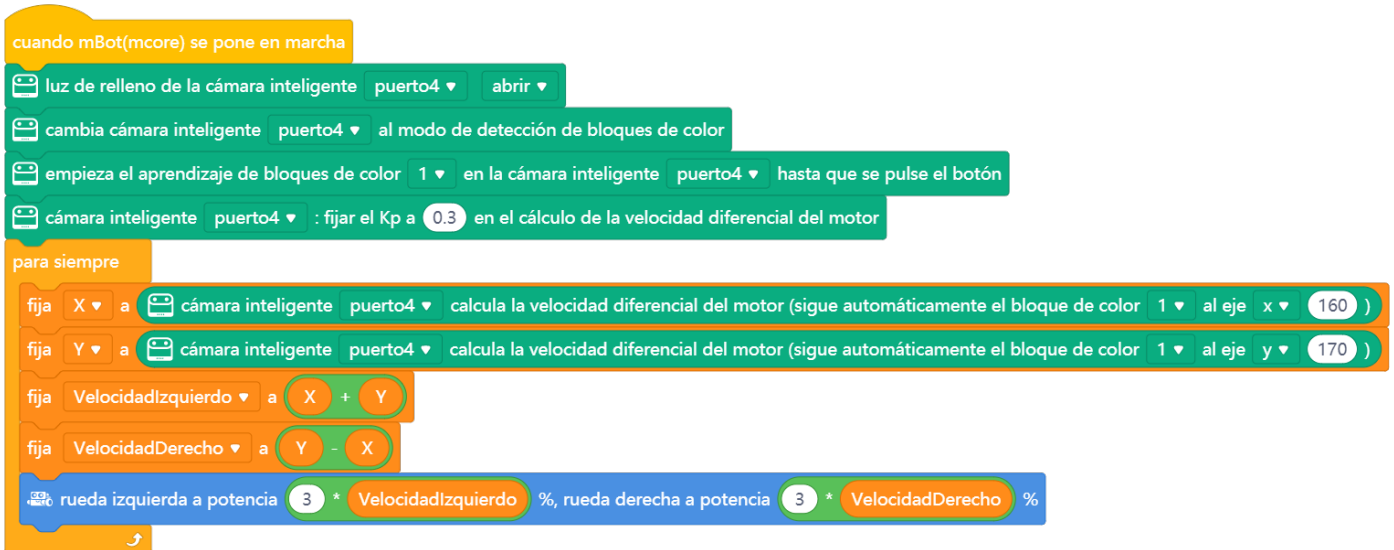 cuando mBot(mcore) se pone en marcha
luz de relleno de la cámara inteligente puerto4 abrir
cambia cámara inteligente puerto4 al modo de detección de bloques de color
empieza el aprendizaje de bloques de color 1 en la cámara inteligente puerto4 hasta que se pulse el botón
cámara inteligente puerto4 : fijar el Kp a 0.3 en el cálculo de la velocidad diferencial del motor
para siempre
fija X a cámara inteligente puerto4 calcula la velocidad diferencial del motor (sigue automáticamente el bloque de color 1 al eje x 160 )
fija Y a cámara inteligente puerto4 calcula la velocidad diferencial del motor (sigue automáticamente el bloque de color 1 al eje y 170 )
fija VelocidadIzquierdo a X + Y
fija VelocidadDerecho a Y - X
rueda izquierda a potencia 3 * VelocidadIzquierdo %, rueda derecha a potencia 3 * VelocidadDerecho %